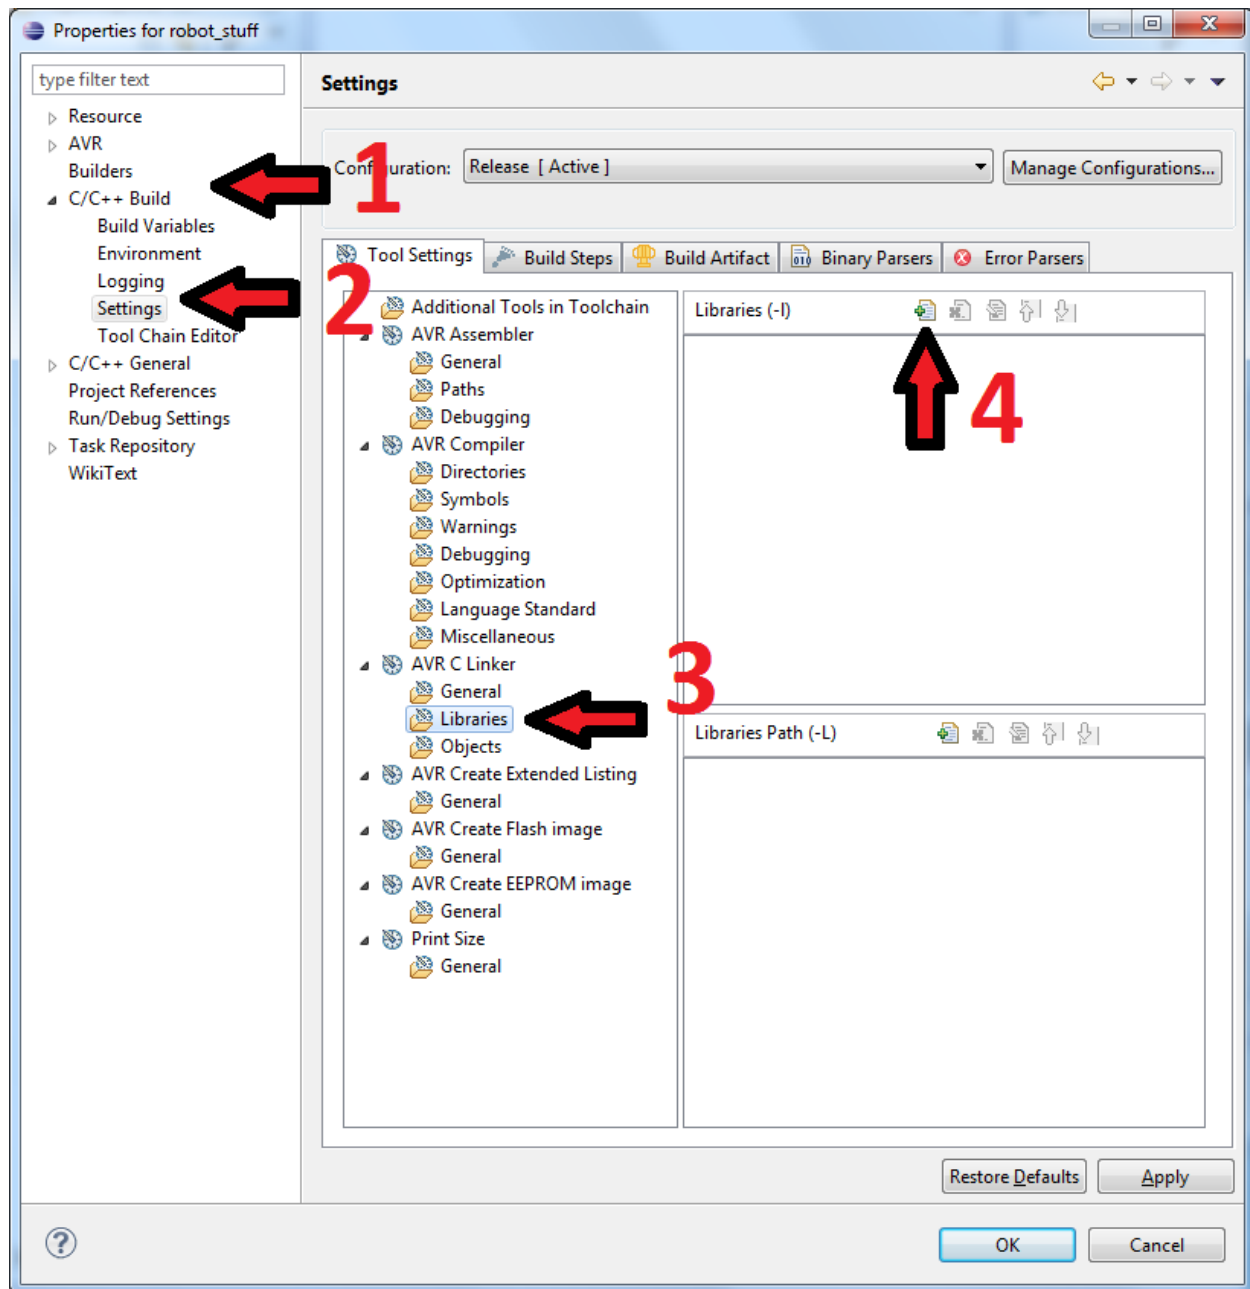 Properties for robot_stuff
type filter text
Resource
AVR
Builders
C/C++ Build
Build Variables
Environment
Logging
Settings
Tool Chain Editor
C/C++ General
Project References
Run/Debug Settings
Task Repository
WikiText
1
2
Settings
Configuration: Release [ Active ] Manage Configurations...
Tool Settings Build Steps Build Artifact Binary Parsers Error Parsers
Additional Tools in Toolchain
AVR Assembler
General
Paths
Debugging
AVR Compiler
Directories
Symbols
Warnings
Debugging
Optimization
Language Standard
Miscellaneous
AVR C Linker
General
Libraries
Objects
AVR Create Extended Listing
General
AVR Create Flash image
General
AVR Create EEPROM image
General
Print Size
General
3
Libraries (-l)
4
Libraries Path (-L)
Restore Defaults Apply
OK Cancel